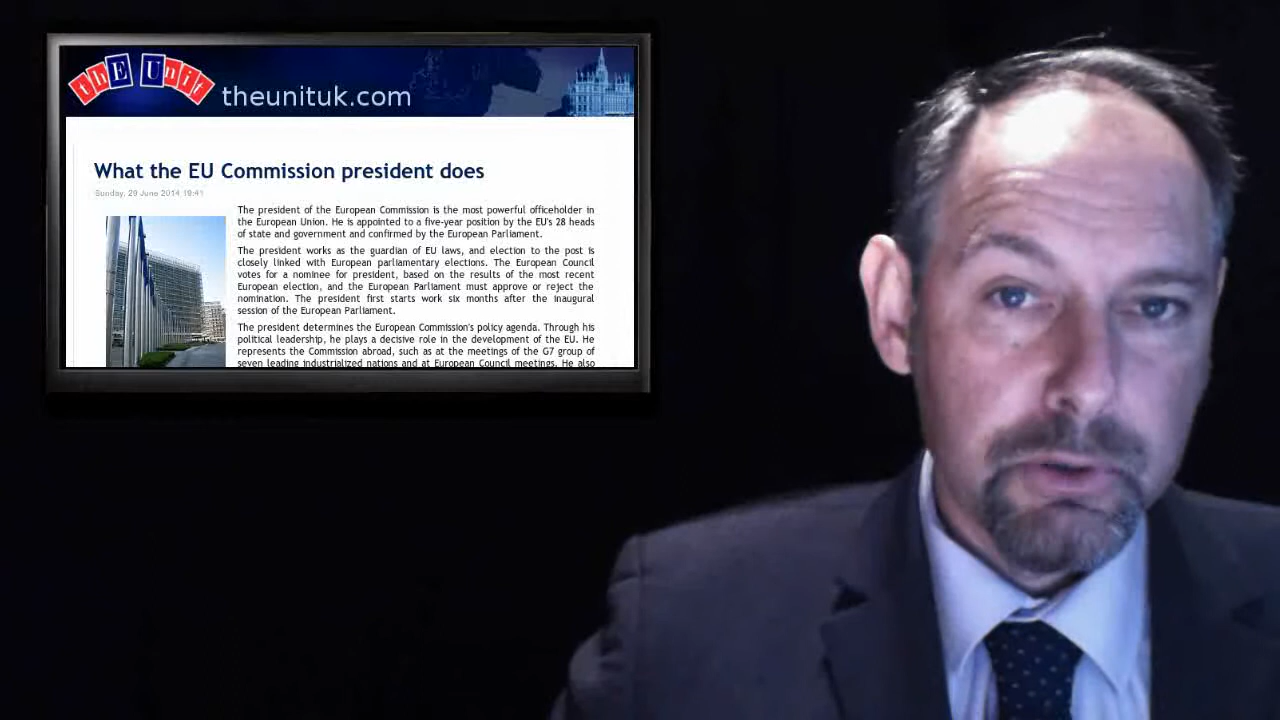 thE Unit
theunituk.com
What the EU Commission president does
Sunday, 29 June 2014 19:41
The president of the European Commission is the most powerful officeholder in
the European Union. He is appointed to a five-year position by the EU's 28 heads
of state and government and confirmed by the European Parliament.
The president works as the guardian of EU laws, and election to the post is
closely linked with European parliamentary elections. The European Council
votes for a nominee for president, based on the results of the most recent
European election, and the European Parliament must approve or reject the
nomination. The president first starts work six months after the inaugural
session of the European Parliament.
The president determines the European Commission's policy agenda. Through his
political leadership, he plays a decisive role in the development of the EU. He
represents the Commission abroad, such as at the meetings of the G7 group of
seven leading industrialized nations and at European Council meetings. He also